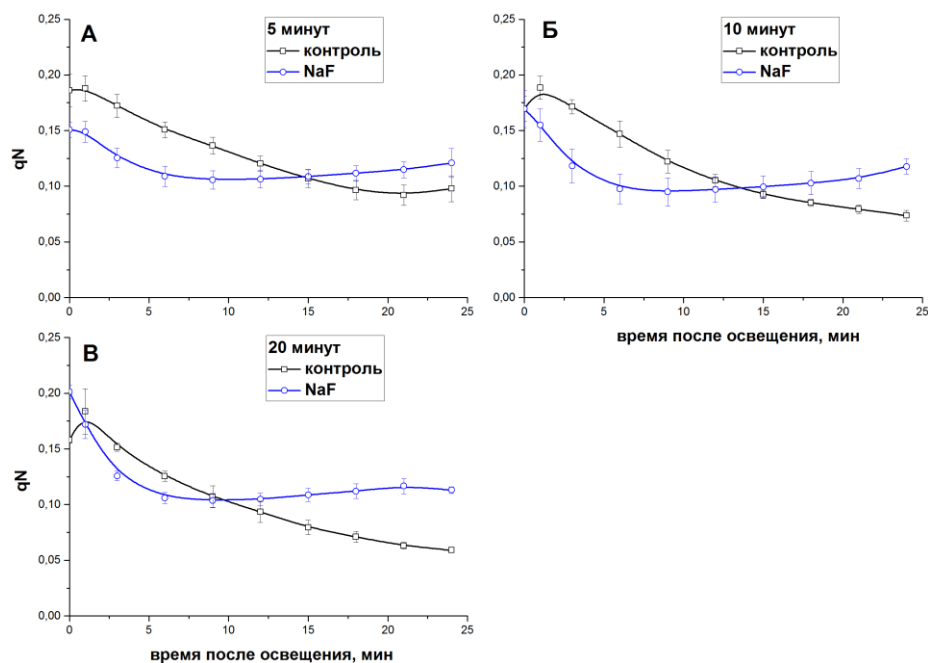 А
5 минут
контроль
NaF
qN
0,25
0,20
0,15
0,10
0,05
0,00
0 5 10 15 20 25
Б
10 минут
контроль
NaF
0,25
0,20
0,15
0,10
0,05
0,00
0 5 10 15 20 25
время после освещения, мин
В
20 минут
контроль
NaF
qN
0,25
0,20
0,15
0,10
0,05
0,00
0 5 10 15 20 25
время после освещения, мин